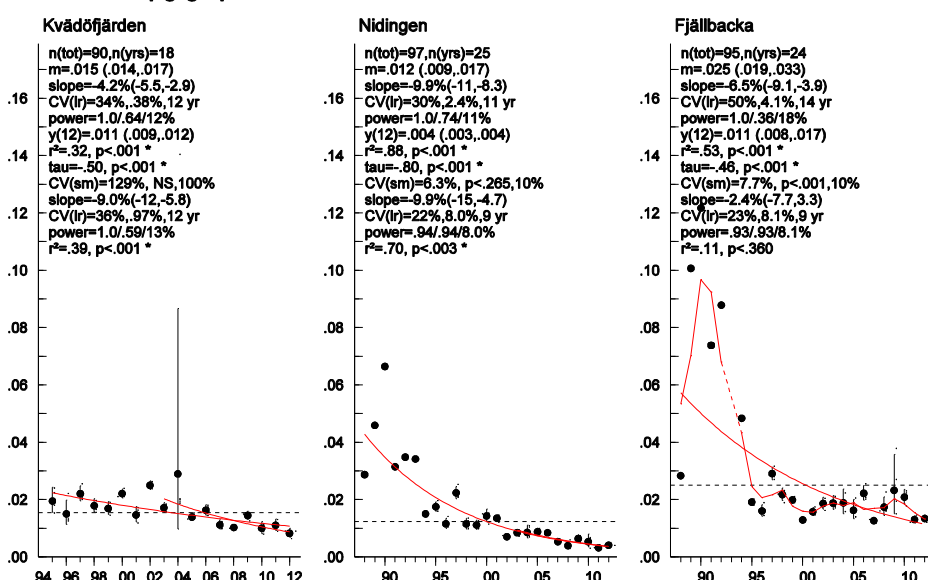 Kvädöfjärden
n(tot)=90,n(yrs)=18
m=.015 (.014,.017)
slope=-4.2%(-5.5,-2.9)
CV(lr)=34%,.38%,12 yr
power=1.0/.64/12%
y(12)=.011 (.009,.012)
r²=.32, p<.001 *
tau=-.50, p<.001 *
CV(sm)=129%, NS,100%
slope=-9.0%(-12,-5.8)
CV(lr)=36%,.97%,12 yr
power=1.0/.59/13%
r²=.39, p<.001 *
.16
.14
.12
.10
.08
.06
.04
.02
.00
94 96 98 00 02 04 06 08 10 12
Nidingen
n(tot)=97,n(yrs)=25
m=.012 (.009,.017)
slope=-9.9%(-11,-8.3)
CV(lr)=30%,2.4%,11 yr
power=1.0/.74/11%
y(12)=.004 (.003,.004)
r²=.88, p<.001 *
tau=-.80, p<.001 *
CV(sm)=6.3%, p<.265,10%
slope=-9.9%(-15,-4.7)
CV(lr)=22%,8.0%,9 yr
power=.94/.94/8.0%
r²=.70, p<.003 *
.16
.14
.12
.10
.08
.06
.04
.02
.00
90 95 00 05 10
Fjällbacka
n(tot)=95,n(yrs)=24
m=.025 (.019,.033)
slope=-6.5%(-9.1,-3.9)
CV(lr)=50%,4.1%,14 yr
power=1.0/.36/18%
y(12)=.011 (.008,.017)
r²=.53, p<.001 *
tau=-.46, p<.001 *
CV(sm)=7.7%, p<.001,10%
slope=-2.4%(-7.7,3.3)
CV(lr)=23%,8.1%,9 yr
power=.93/.93/8.1%
r²=.11, p<.360
.16
.14
.12
.10
.08
.06
.04
.02
.00
90 95 00 05 10